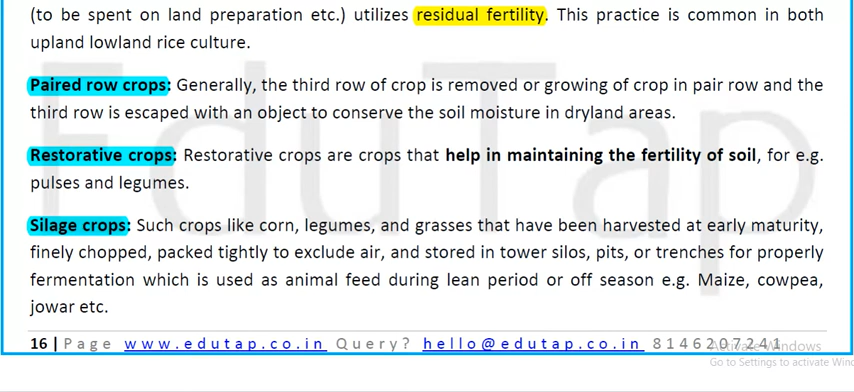 (to be spent on land preparation etc.) utilizes residual fertility. This practice is common in both
upland lowland rice culture.
Paired row crops: Generally, the third row of crop is removed or growing of crop in pair row and the
third row is escaped with an object to conserve the soil moisture in dryland areas.
Restorative crops: Restorative crops are crops that help in maintaining the fertility of soil, for e.g.
pulses and legumes.
Silage crops: Such crops like corn, legumes, and grasses that have been harvested at early maturity,
finely chopped, packed tightly to exclude air, and stored in tower silos, pits, or trenches for properly
fermentation which is used as animal feed during lean period or off season e.g. Maize, cowpea,
jowar etc.
16 | Page www.edutap.co.in Query? hello@edutap.co.in 8146207241
Activate Windows
Go to Settings to activate Win
EduTap